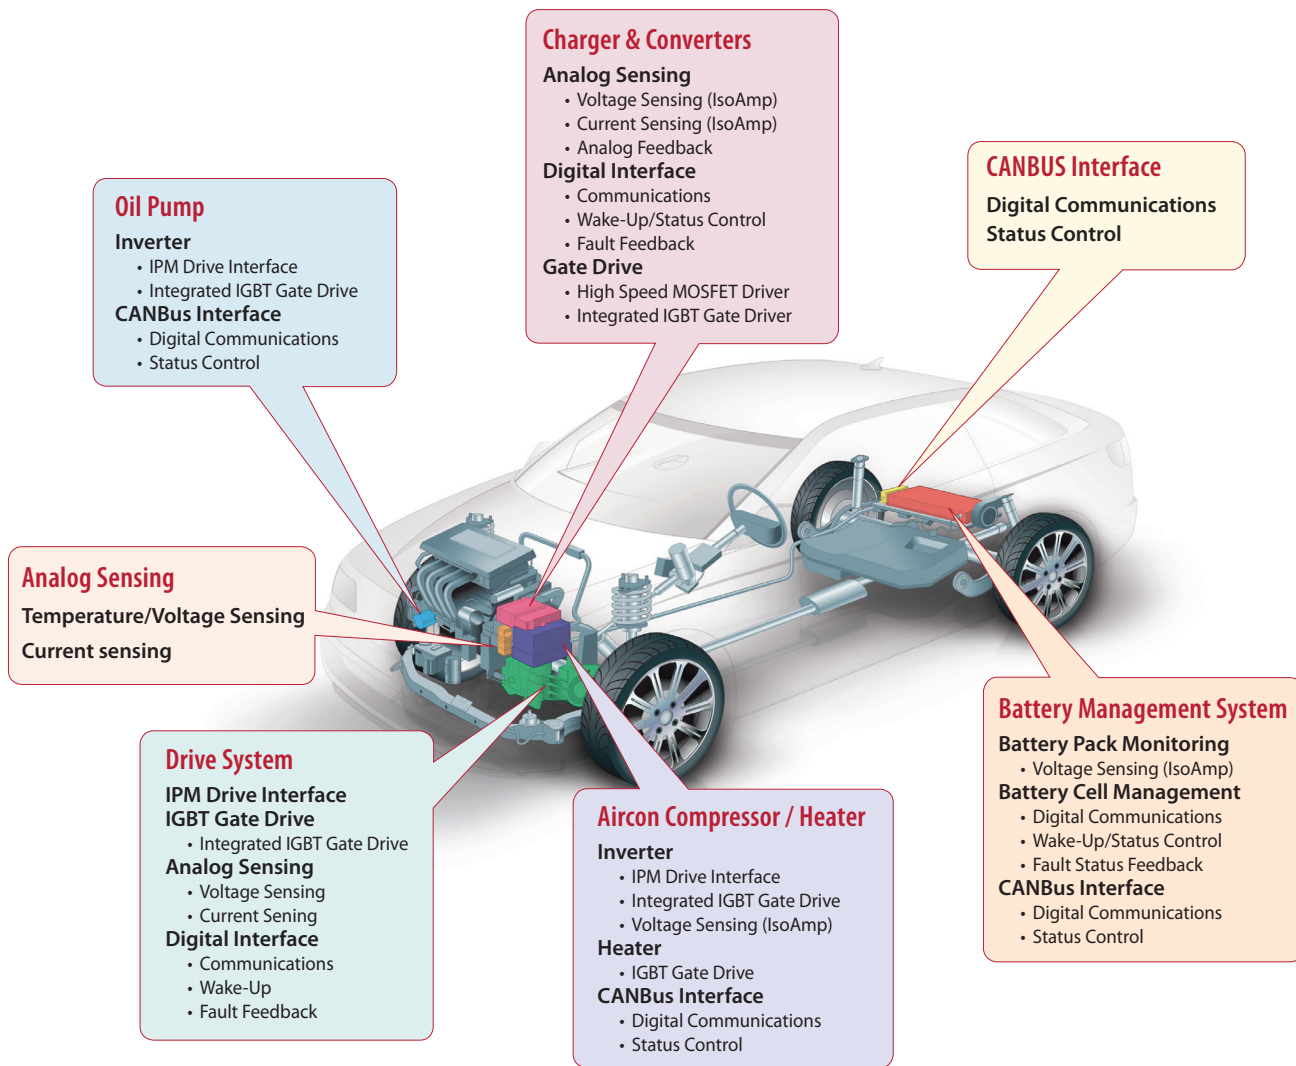 Charger & Converters
Analog Sensing
• Voltage Sensing (IsoAmp)
• Current Sensing (IsoAmp)
• Analog Feedback
Digital Interface
• Communications
• Wake-Up/Status Control
• Fault Feedback
Gate Drive
• High Speed MOSFET Driver
• Integrated IGBT Gate Driver
CANBUS Interface
Digital Communications
Status Control
Oil Pump
Inverter
• IPM Drive Interface
• Integrated IGBT Gate Drive
CANBus Interface
• Digital Communications
• Status Control
Analog Sensing
Temperature/Voltage Sensing
Current sensing
Drive System
IPM Drive Interface
IGBT Gate Drive
• Integrated IGBT Gate Drive
Analog Sensing
• Voltage Sensing
• Current Sening
Digital Interface
• Communications
• Wake-Up
• Fault Feedback
Aircon Compressor / Heater
Inverter
• IPM Drive Interface
• Integrated IGBT Gate Drive
• Voltage Sensing (IsoAmp)
Heater
• IGBT Gate Drive
CANBus Interface
• Digital Communications
• Status Control
Battery Management System
Battery Pack Monitoring
• Voltage Sensing (IsoAmp)
Battery Cell Management
• Digital Communications
• Wake-Up/Status Control
• Fault Status Feedback
CANBus Interface
• Digital Communications
• Status Control